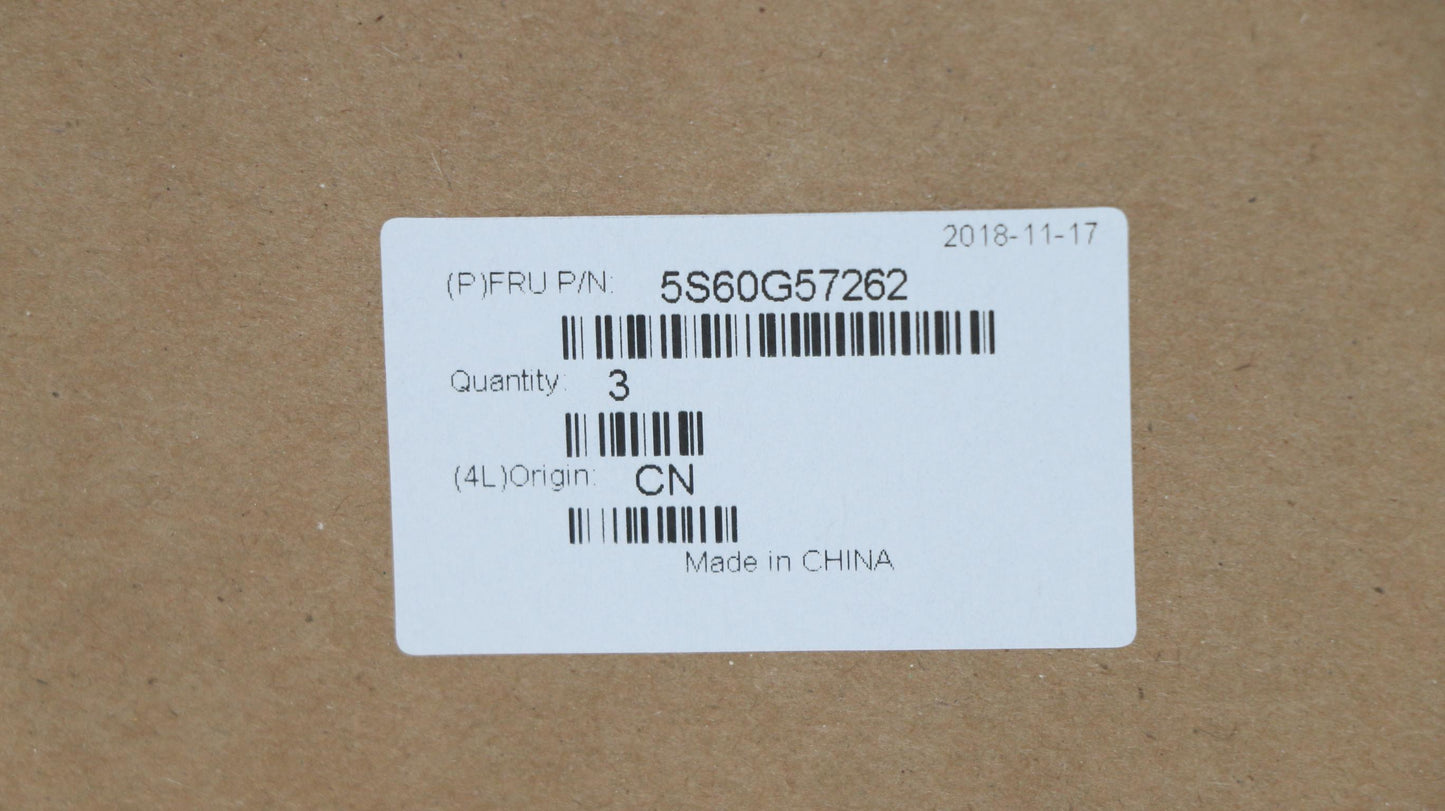 2018-11-17
(P)FRU P/N: 5S60G57262
Quantity: 3
(4L)Origin: CN
Made in CHINA